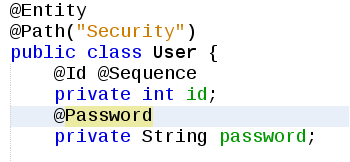 @Entity
@Path("Security")
public class User {
    @Id @Sequence
    private int id;
    @Password
    private String password;